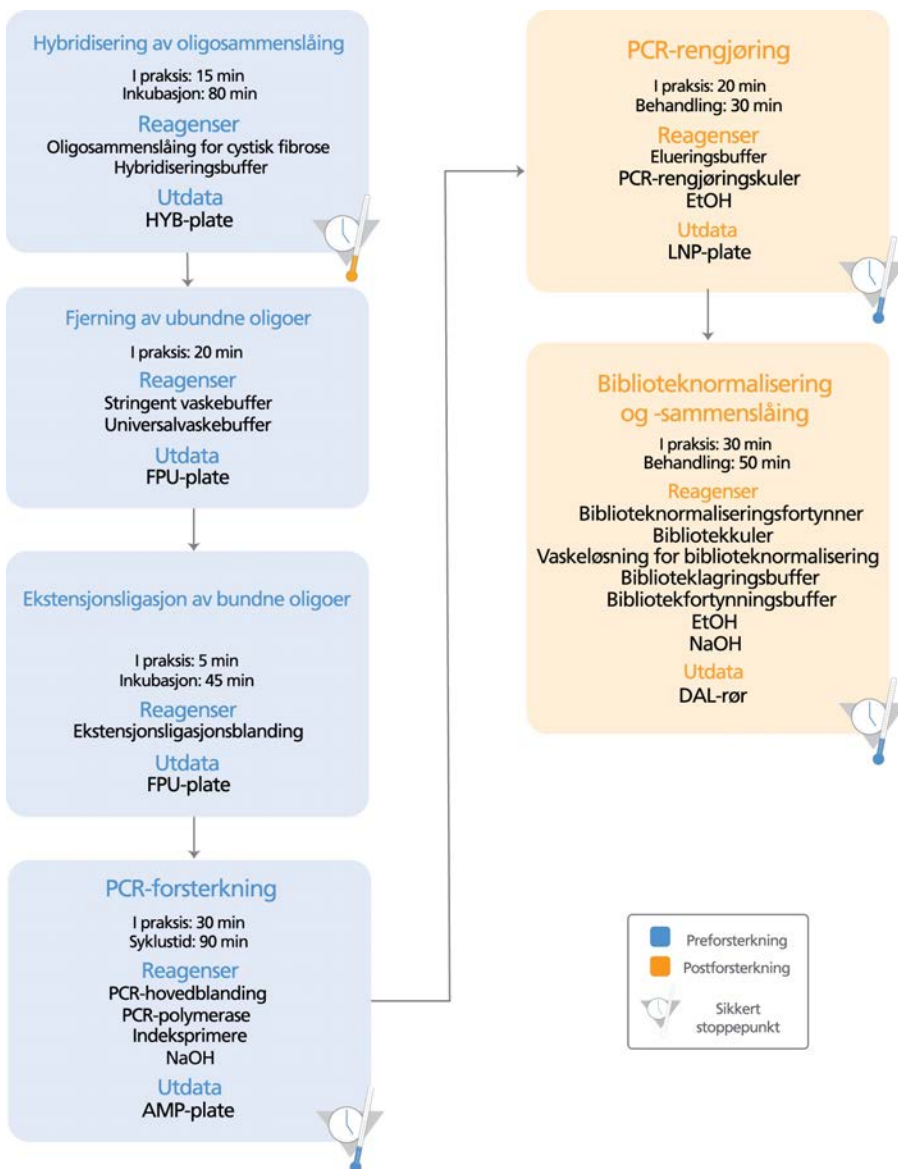 Hybridisering av oligosammenslåing
I praksis: 15 min
Inkubasjon: 80 min
Reagenser
Oligosammenslåing for cystisk fibrose
Hybridiseringsbuffer
Utdata
HYB-plate
Fjerning av ubundne oligoer
I praksis: 20 min
Reagenser
Stringent vaskebuffer
Universalvaskebuffer
Utdata
FPU-plate
Ekstensjonsligasjon av bundne oligoer
I praksis: 5 min
Inkubasjon: 45 min
Reagenser
Ekstensjonsligasjonsblanding
Utdata
FPU-plate
PCR-forsterkning
I praksis: 30 min
Syklustid: 90 min
Reagenser
PCR-hovedblanding
PCR-polymerase
Indeksprimere
NaOH
Utdata
AMP-plate
PCR-rengjøring
I praksis: 20 min
Behandling: 30 min
Reagenser
Elueringsbuffer
PCR-rengjøringskuler
EtOH
Utdata
LNP-plate
Biblioteknormalisering
og -sammenslåing
I praksis: 30 min
Behandling: 50 min
Reagenser
Biblioteknormaliseringsfortynner
Bibliotekkuler
Vaskeløsning for biblioteknormalisering
Biblioteklagringsbuffer
Bibliotekfortynningsbuffer
EtOH
NaOH
Utdata
DAL-rør
Preforsterkning
Postforsterkning
Sikkert
stoppepunkt